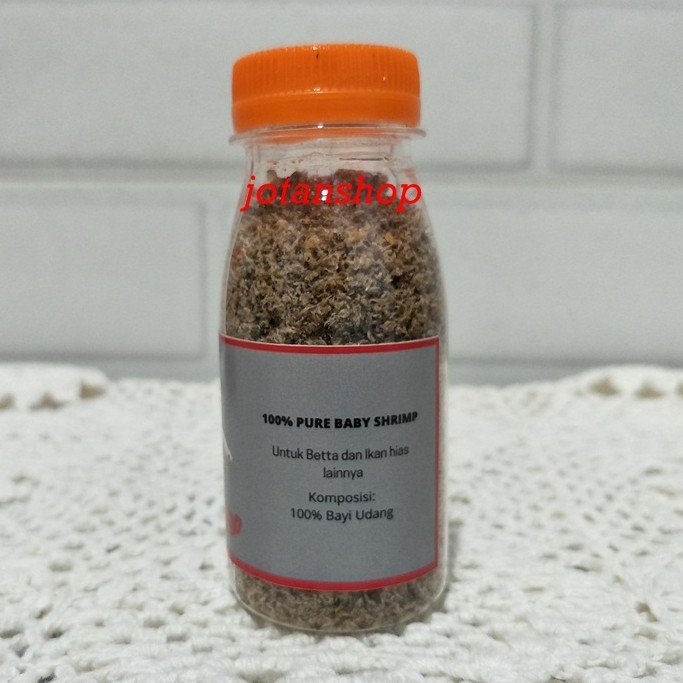 jotanshop
100% PURE BABY SHRIMP
Untuk Betta dan Ikan hias
lainnya
Komposisi:
100% Bayi Udang